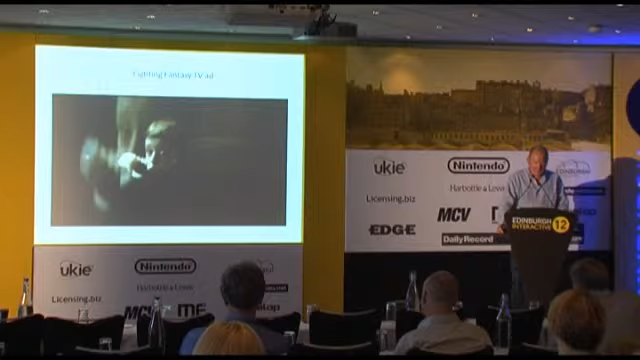 Fighting Fantasy TV ad
ukie
Nintendo
Harbottle & Lewis
Licensing.biz
MCV
EDGE
Daily Record
EDINBURGH
INTERACTIVE
12
ukie
Nintendo
Harbottle & Lewis
Licensing.biz
MCV